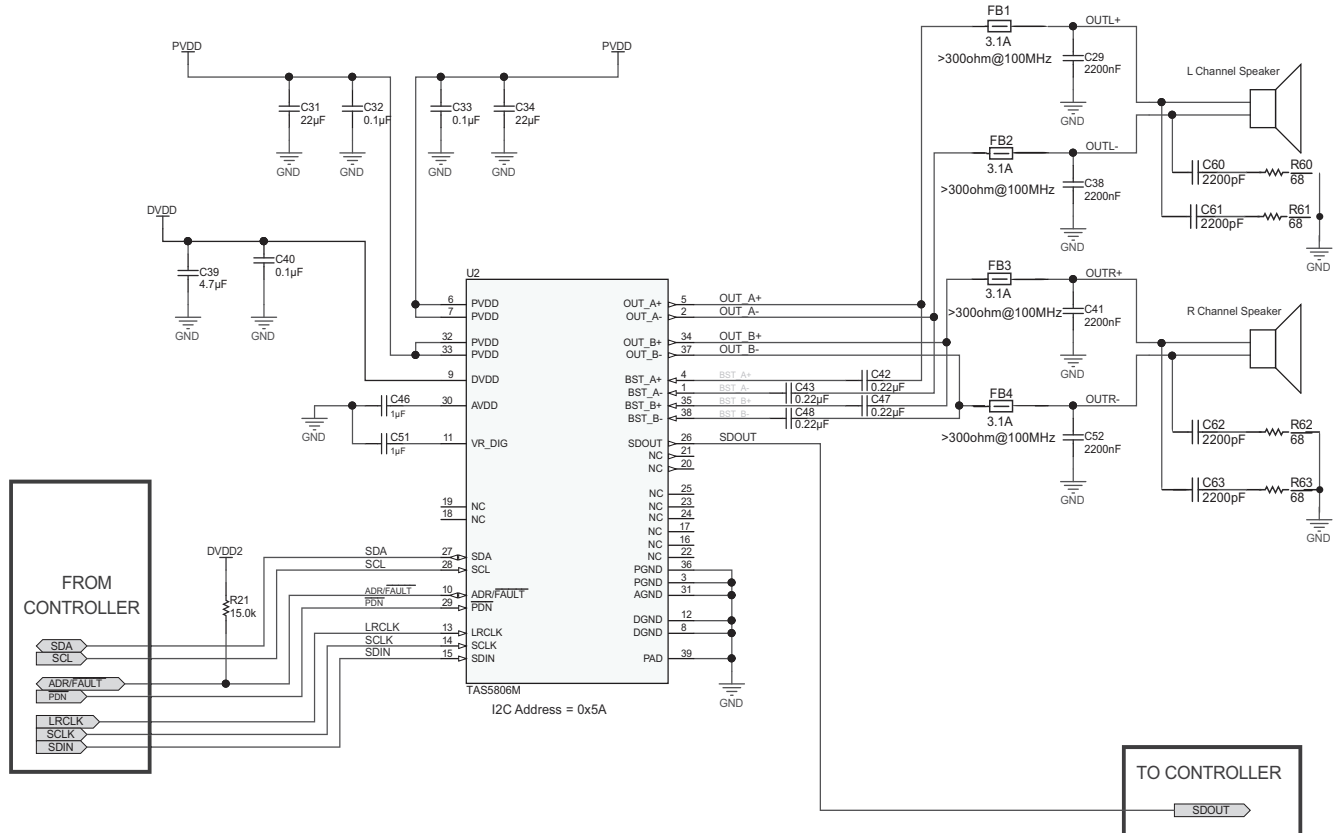 FB1
OUTL+
3.1A
>300ohm@100MHz
C29
2200nF
GND
L Channel Speaker
PVDD
PVDD
C31
22µF
C32
0.1µF
C33
0.1µF
C34
22µF
GND
GND
GND
GND
FB2
OUTL-
3.1A
>300ohm@100MHz
C38
2200nF
GND
C60
2200pF
R60
68
C61
2200pF
R61
68
GND
DVDD
C39
4.7µF
C40
0.1µF
GND
GND
FB3
OUTR+
3.1A
>300ohm@100MHz
C41
2200nF
GND
R Channel Speaker
FB4
OUTR-
3.1A
>300ohm@100MHz
C52
2200nF
GND
C62
2200pF
R62
68
C63
2200pF
R63
68
GND
U2
6 PVDD
7 PVDD
32 PVDD
33 PVDD
9 DVDD
30 AVDD
11 VR_DIG
19 NC
18 NC
SDA 27 SDA
SCL 28 SCL
ADR/FAULT 10 ADR/FAULT
PDN 29 PDN
LRCLK 13 LRCLK
SCLK 14 SCLK
SDIN 15 SDIN
C46
1µF
C51
1µF
GND
OUT_A+ 5 OUT_A+
OUT_A- 2 OUT_A-
OUT_B+ 34 OUT_B+
OUT_B- 37 OUT_B-
BST_A+ 4 BST_A+
BST_A- 1 BST_A-
BST_B+ 35 BST_B+
BST_B- 38 BST_B-
C42
0.22µF
C43
0.22µF
C47
0.22µF
C48
0.22µF
SDOUT 26 SDOUT
NC 21
NC 20
NC 25
NC 23
NC 24
NC 17
NC 16
NC 22
PGND 36
PGND 3
AGND 31
DGND 12
DGND 8
PAD 39
GND
TAS5806M
I2C Address = 0x5A
DVDD2
R21
15.0k
FROM
CONTROLLER
SDA
SCL
ADR/FAULT
PDN
LRCLK
SCLK
SDIN
TO CONTROLLER
SDOUT